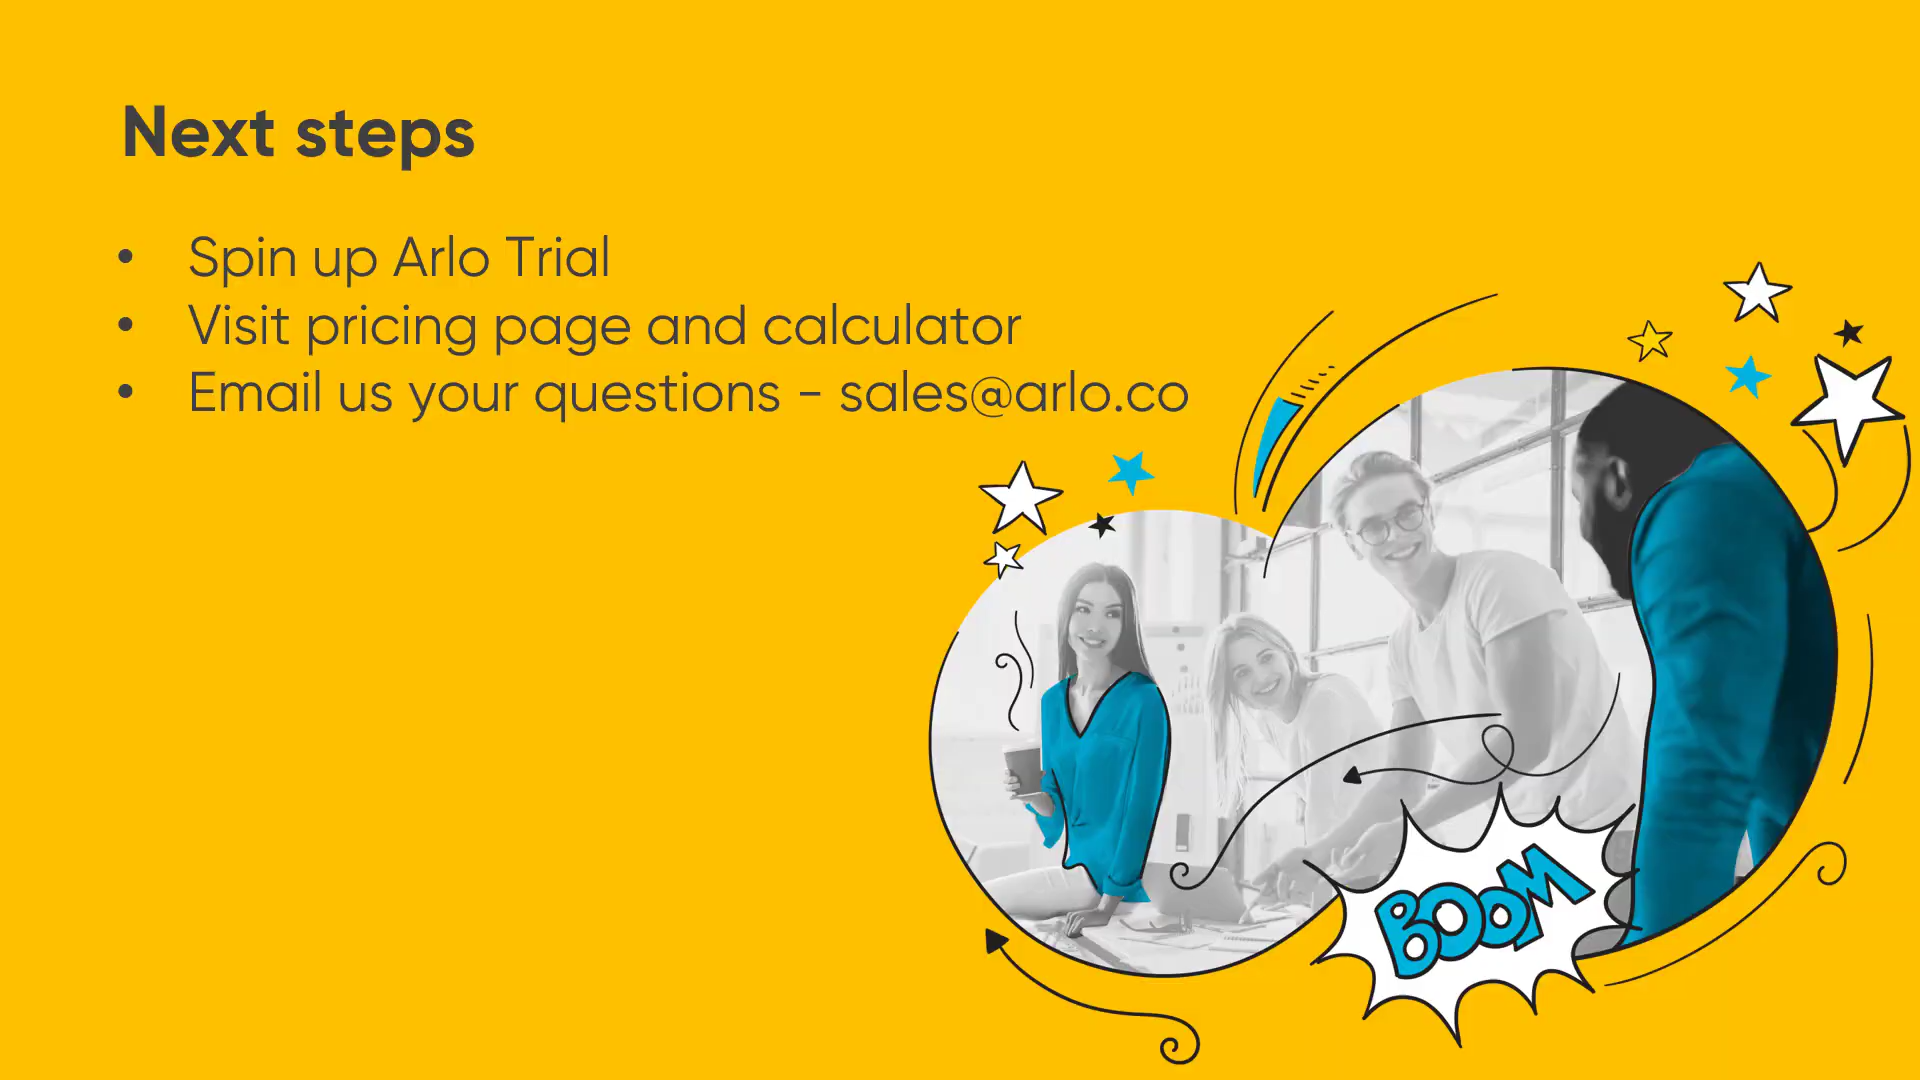 Next steps
• Spin up Arlo Trial
• Visit pricing page and calculator
• Email us your questions - sales@arlo.co
BOOM